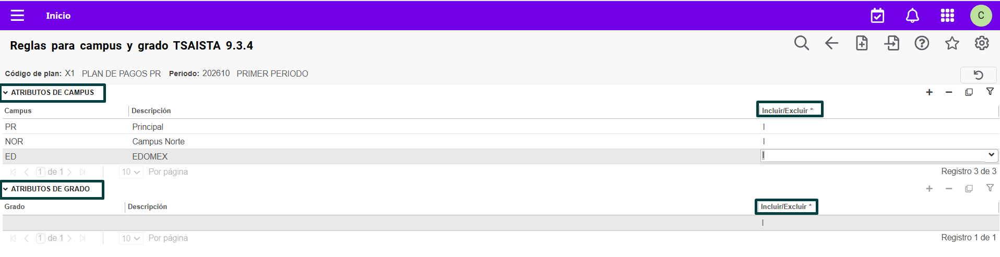 Inicio
C
Reglas para campus y grado TSAISTA 9.3.4
Código de plan: X1 PLAN DE PAGOS PR Periodo: 202610 PRIMER PERIODO
ATRIBUTOS DE CAMPUS
Campus Descripción Incluir/Excluir *
PR Principal I
NOR Campus Norte I
ED EDOMEX I
1 de 1 10 Por página Registro 3 de 3
ATRIBUTOS DE GRADO
Grado Descripción Incluir/Excluir *
I
1 de 1 10 Por página Registro 1 de 1